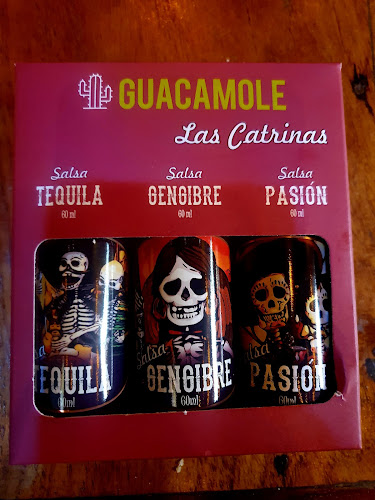 GUACAMOLE
Las Catrinas
Salsa
TEQUILA
60 ml
Salsa
GENGIBRE
60 ml
Salsa
PASIÓN
60 ml
TEQUILA
60ml
Salsa
GENGIBRE
60ml
Salsa
PASIÓN
60ml